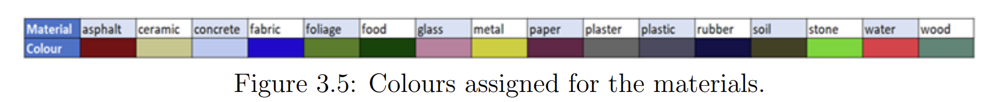 Material asphalt ceramic concrete fabric foliage food glass metal paper plaster plastic rubber soil stone water wood
Colour
Figure 3.5: Colours assigned for the materials.